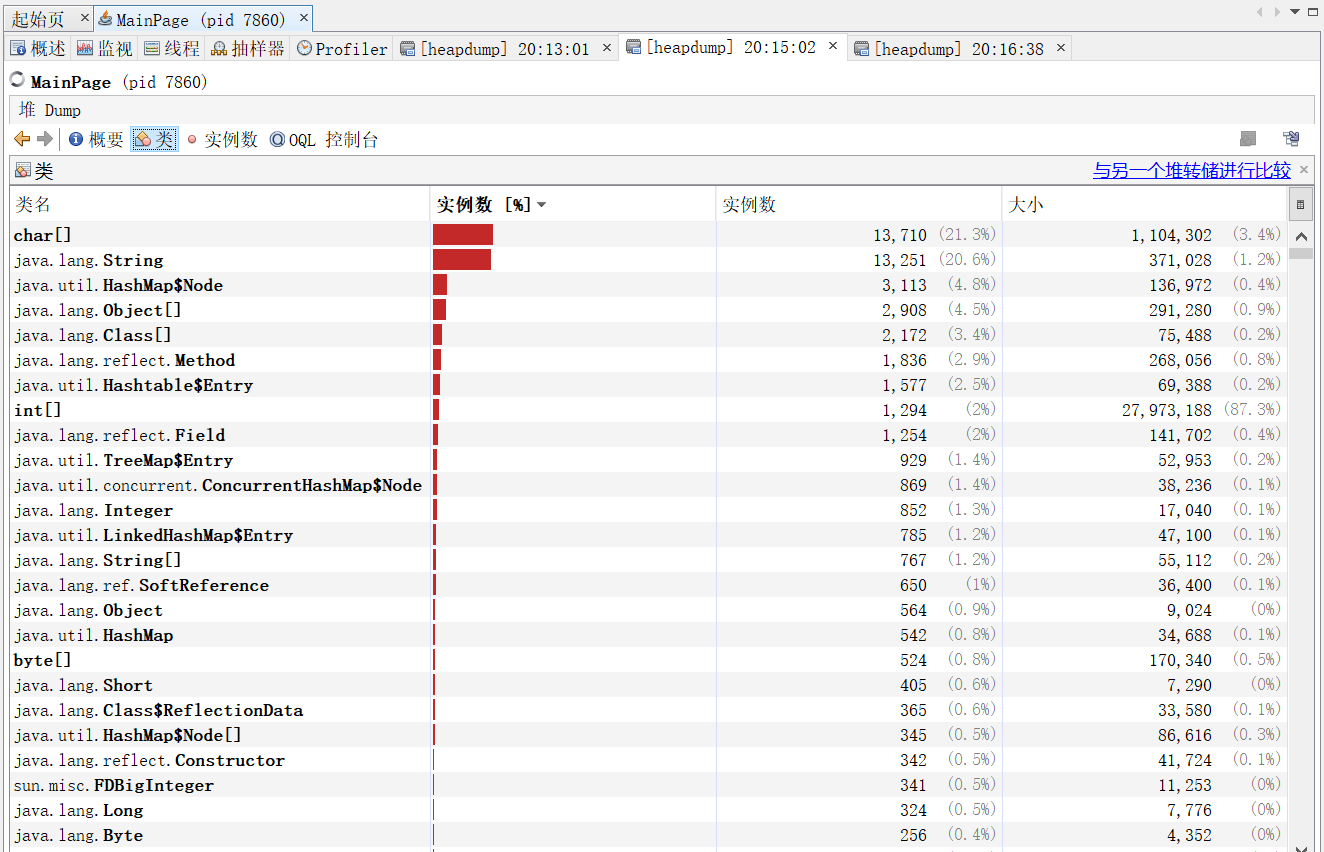 起始页 × MainPage (pid 7860) ×
概述 监视 线程 抽样器 Profiler [heapdump] 20:13:01 × [heapdump] 20:15:02 × [heapdump] 20:16:38 ×
MainPage (pid 7860)
堆 Dump
概要 类 实例数 OQL 控制台
类 与另一个堆转储进行比较 ×
类名 实例数 [%] 实例数 大小
char[] 13,710 (21.3%) 1,104,302 (3.4%)
java.lang.String 13,251 (20.6%) 371,028 (1.2%)
java.util.HashMap$Node 3,113 (4.8%) 136,972 (0.4%)
java.lang.Object[] 2,908 (4.5%) 291,280 (0.9%)
java.lang.Class[] 2,172 (3.4%) 75,488 (0.2%)
java.lang.reflect.Method 1,836 (2.9%) 268,056 (0.8%)
java.util.Hashtable$Entry 1,577 (2.5%) 69,388 (0.2%)
int[] 1,294 (2%) 27,973,188 (87.3%)
java.lang.reflect.Field 1,254 (2%) 141,702 (0.4%)
java.util.TreeMap$Entry 929 (1.4%) 52,953 (0.2%)
java.util.concurrent.ConcurrentHashMap$Node 869 (1.4%) 38,236 (0.1%)
java.lang.Integer 852 (1.3%) 17,040 (0.1%)
java.util.LinkedHashMap$Entry 785 (1.2%) 47,100 (0.1%)
java.lang.String[] 767 (1.2%) 55,112 (0.2%)
java.lang.ref.SoftReference 650 (1%) 36,400 (0.1%)
java.lang.Object 564 (0.9%) 9,024 (0%)
java.util.HashMap 542 (0.8%) 34,688 (0.1%)
byte[] 524 (0.8%) 170,340 (0.5%)
java.lang.Short 405 (0.6%) 7,290 (0%)
java.lang.Class$ReflectionData 365 (0.6%) 33,580 (0.1%)
java.util.HashMap$Node[] 345 (0.5%) 86,616 (0.3%)
java.lang.reflect.Constructor 342 (0.5%) 41,724 (0.1%)
sun.misc.FDBigInteger 341 (0.5%) 11,253 (0%)
java.lang.Long 324 (0.5%) 7,776 (0%)
java.lang.Byte 256 (0.4%) 4,352 (0%)